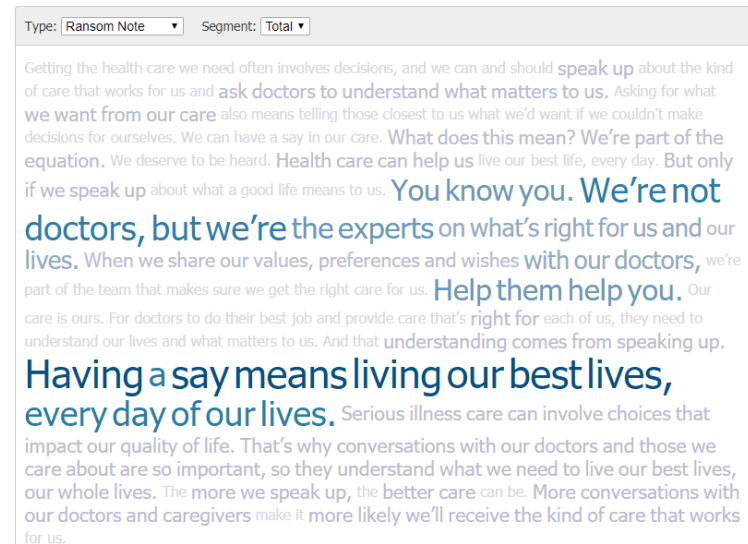 Type: Ransom Note Segment: Total
Getting the health care we need often involves decisions, and we can and should speak up about the kind
of care that works for us and ask doctors to understand what matters to us. Asking for what
we want from our care also means telling those closest to us what we'd want if we couldn't make
decisions for ourselves. We can have a say in our care. What does this mean? We're part of the
equation. We deserve to be heard. Health care can help us live our best life, every day. But only
if we speak up about what a good life means to us. You know you. We're not
doctors, but we're the experts on what's right for us and our
lives. When we share our values, preferences and wishes with our doctors, we're
part of the team that makes sure we get the right care for us. Help them help you. Our
care is ours. For doctors to do their best job and provide care that's right for each of us, they need to
understand our lives and what matters to us. And that understanding comes from speaking up.
Having a say means living our best lives,
every day of our lives. Serious illness care can involve choices that
impact our quality of life. That's why conversations with our doctors and those we
care about are so important, so they understand what we need to live our best lives,
our whole lives. The more we speak up, the better care can be. More conversations with
our doctors and caregivers make it more likely we'll receive the kind of care that works
for us.